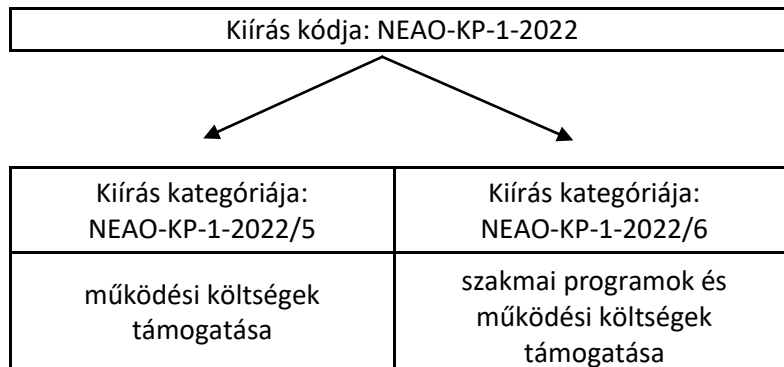 Kiírás kódja: NEAO-KP-1-2022
Kiírás kategóriája:
NEAO-KP-1-2022/5
Kiírás kategóriája:
NEAO-KP-1-2022/6
működési költségek
támogatása
szakmai programok és
működési költségek
támogatása